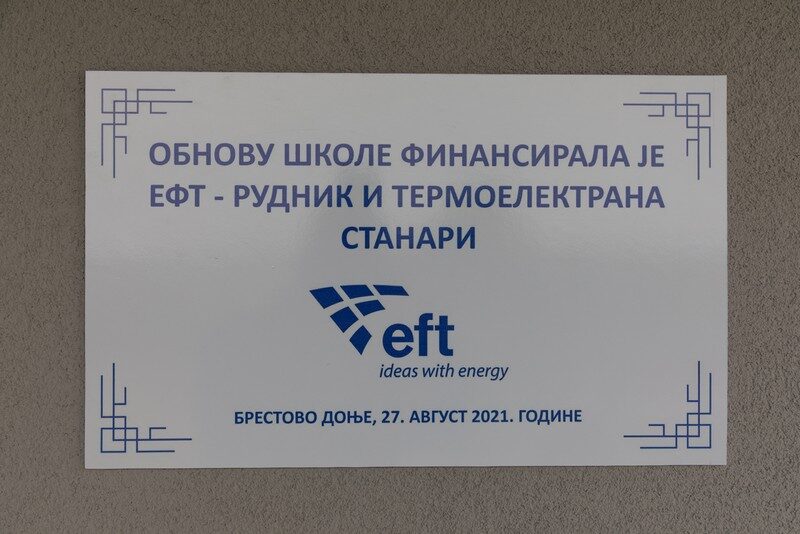 ОБНОВУ ШКОЛЕ ФИНАНСИРАЛА ЈЕ
ЕФТ - РУДНИК И ТЕРМОЕЛЕКТРАНА
СТАНАРИ
eft
ideas with energy
БРЕСТОВО ДОЊЕ, 27. АВГУСТ 2021. ГОДИНЕ